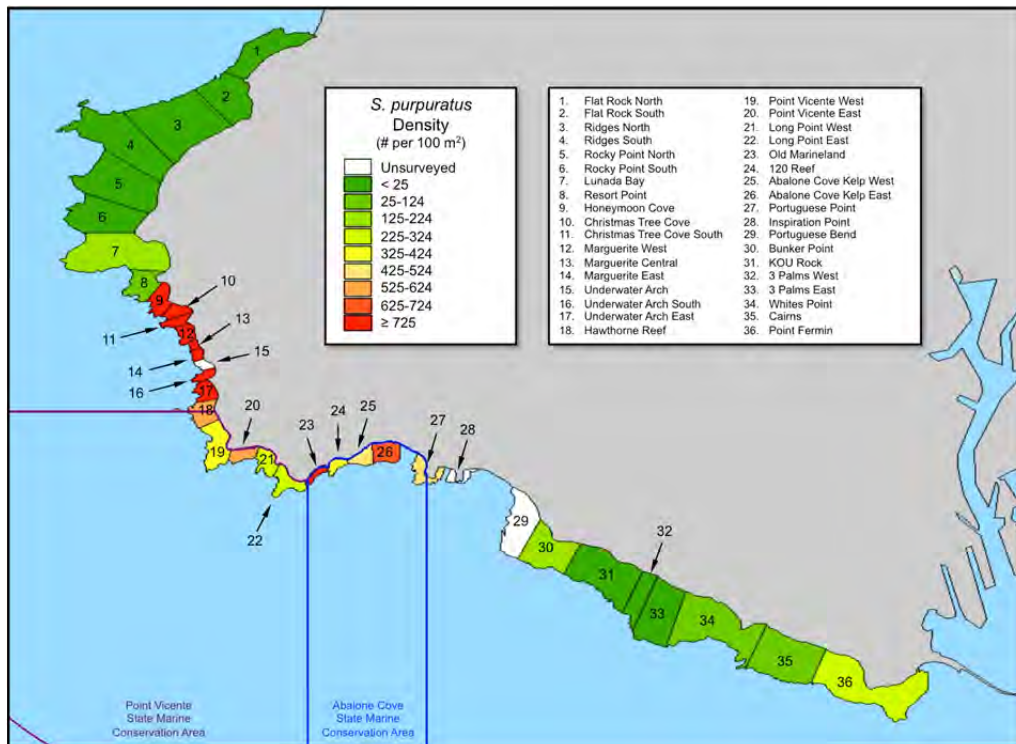 S. purpuratus
Density
(# per 100 m²)
Unsurveyed
< 25
25-124
125-224
225-324
325-424
425-524
525-624
625-724
≥ 725
1. Flat Rock North
2. Flat Rock South
3. Ridges North
4. Ridges South
5. Rocky Point North
6. Rocky Point South
7. Lunada Bay
8. Resort Point
9. Honeymoon Cove
10. Christmas Tree Cove
11. Christmas Tree Cove South
12. Marguerite West
13. Marguerite Central
14. Marguerite East
15. Underwater Arch
16. Underwater Arch South
17. Underwater Arch East
18. Hawthorne Reef
19. Point Vicente West
20. Point Vicente East
21. Long Point West
22. Long Point East
23. Old Marineland
24. 120 Reef
25. Abalone Cove Kelp West
26. Abalone Cove Kelp East
27. Portuguese Point
28. Inspiration Point
29. Portuguese Bend
30. Bunker Point
31. KOU Rock
32. 3 Palms West
33. 3 Palms East
34. Whites Point
35. Cairns
36. Point Fermin
1
2
3
4
5
6
7
8
9
10
11
12
13
14
15
16
17
18
19
20
21
22
23
24
25
26
27
28
29
30
31
32
33
34
35
36
Point Vicente
State Marine
Conservation Area
Abalone Cove
State Marine
Conservation Area